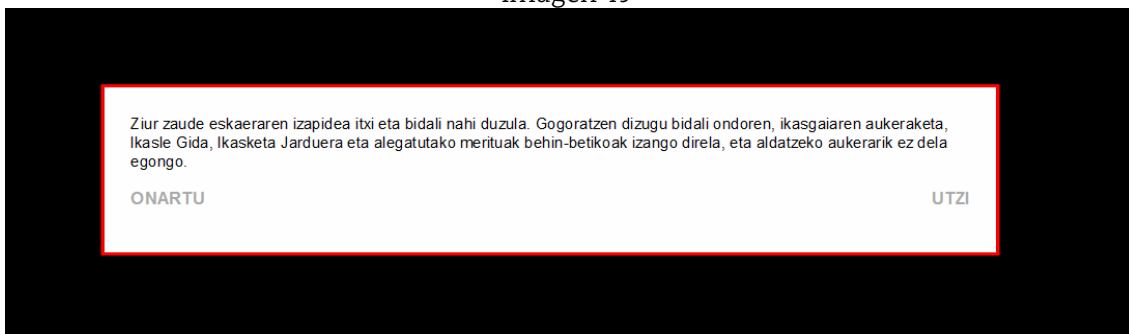 Ziur zaude eskaeraren izapidea itxi eta bidali nahi duzula. Gogoratzen dizugu bidali ondoren, ikasgaiaren aukeraketa,
Ikasle Gida, Ikasketa Jarduera eta alegatutako merituak behin-betikoak izango direla, eta aldatzeko aukerarik ez dela
egongo.
ONARTU UTZI